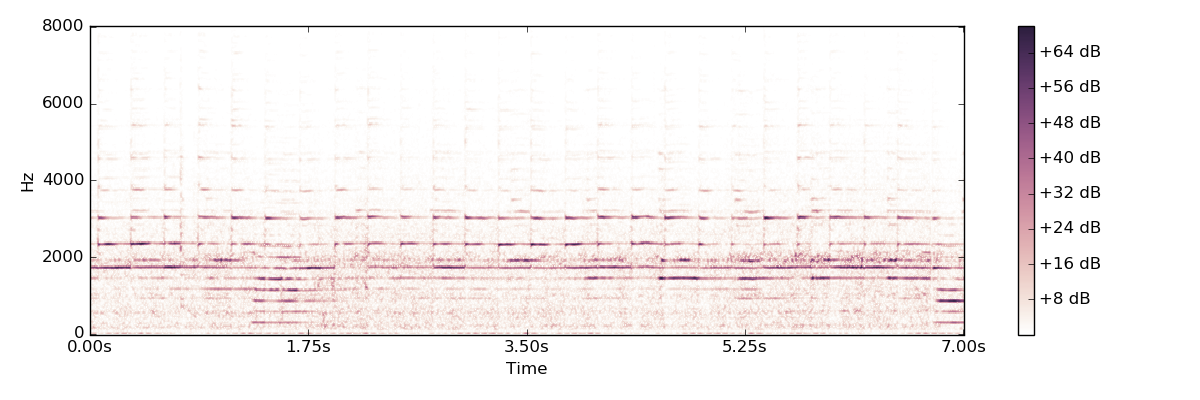 8000
6000
4000
2000
0
Hz
0.00s
1.75s
3.50s
5.25s
7.00s
Time
+64 dB
+56 dB
+48 dB
+40 dB
+32 dB
+24 dB
+16 dB
+8 dB